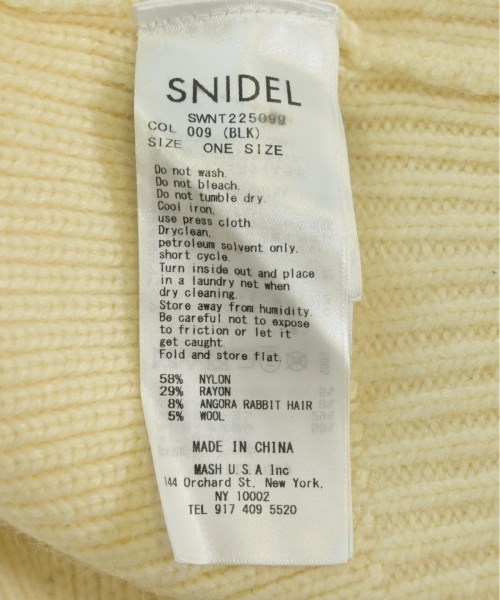 SNIDEL
SWNT225099
COL 009 (BLK)
SIZE ONE SIZE
Do not wash.
Do not bleach.
Do not tumble dry.
Cool iron,
use press cloth.
Dryclean,
petroleum solvent only.
short cycle.
Turn inside out and place
in a laundry net when
dry cleaning.
Store away from humidity.
Be careful not to expose
to friction or let it
get caught.
Fold and store flat.
58% NYLON
29% RAYON
8% ANGORA RABBIT HAIR
5% WOOL
MADE IN CHINA
MASH U.S.A Inc
144 Orchard St. New York.
NY 10002
TEL 917 409 5520